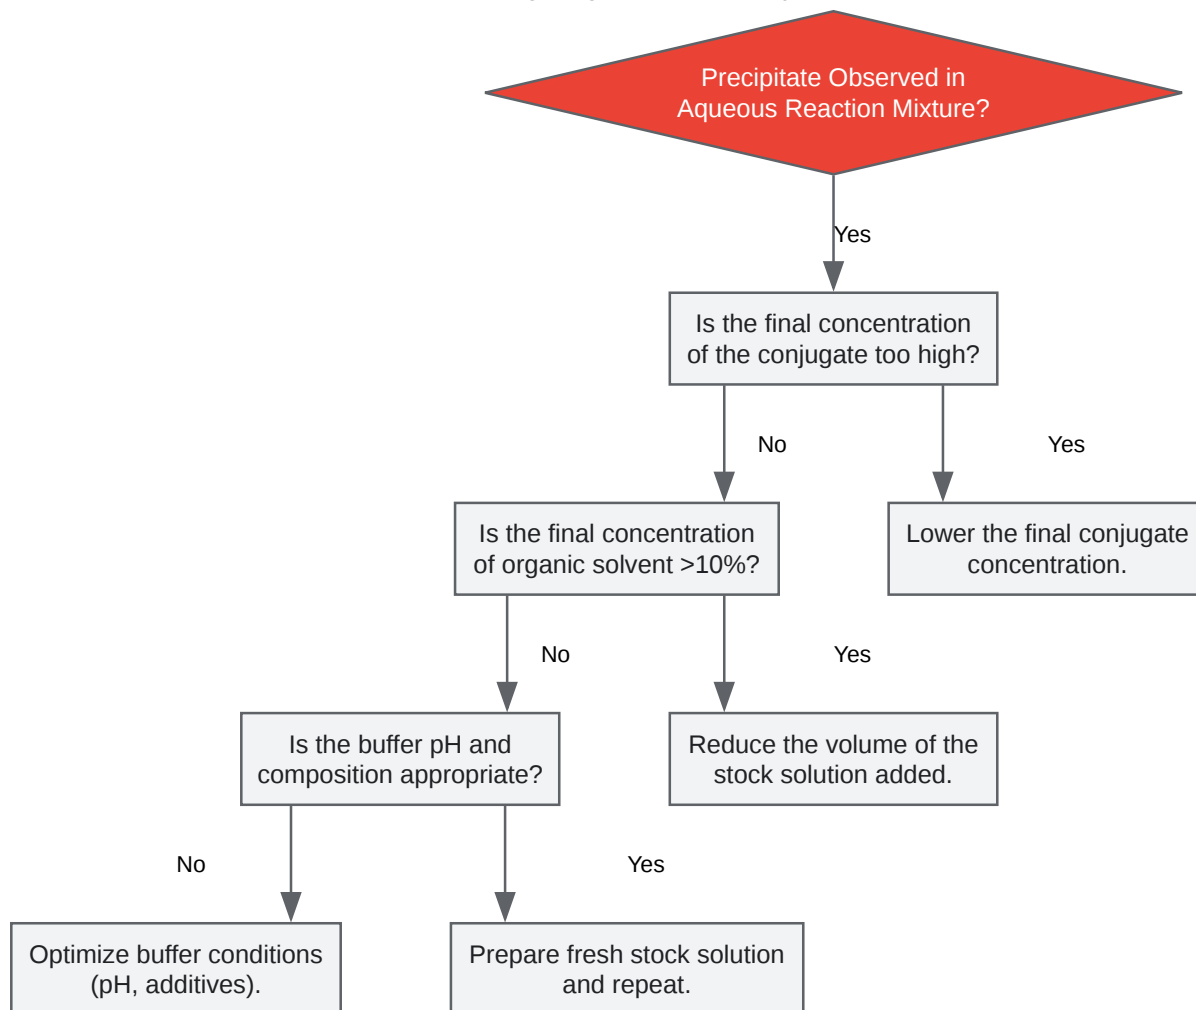 Precipitate Observed in
Aqueous Reaction Mixture?
Yes
Is the final concentration
of the conjugate too high?
No
Yes
Is the final concentration
of organic solvent >10%?
Lower the final conjugate
concentration.
No
Yes
Is the buffer pH and
composition appropriate?
Reduce the volume of the
stock solution added.
No
Yes
Optimize buffer conditions
(pH, additives).
Prepare fresh stock solution
and repeat.